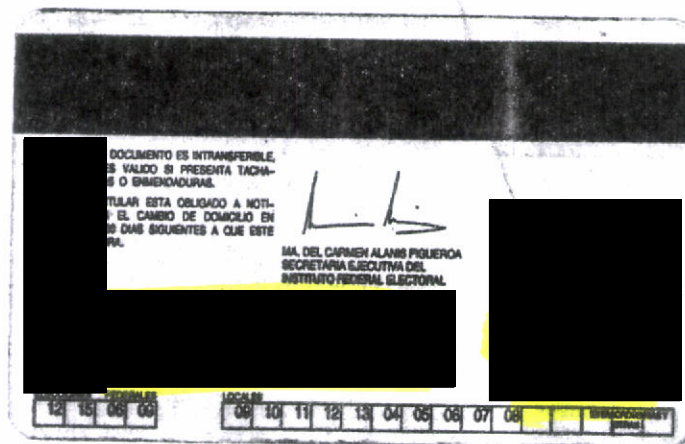 DOCUMENTO ES INTRANSFERIBLE,
ES VALIDO SI PRESENTA TACHA-
S O ENMENDADURAS.
TULAR ESTA OBLIGADO A NOTI-
EL CAMBIO DE DOMICILIO EN
DIAS SIGUIENTES A QUE ESTE
RA.
MA. DEL CARMEN ALANIS FIGUEROA
SECRETARIA EJECUTIVA DEL
INSTITUTO FEDERAL ELECTORAL
FEDERALES
12 15 06 09
LOCALES
09 10 11 12 13 04 05 06 07 08